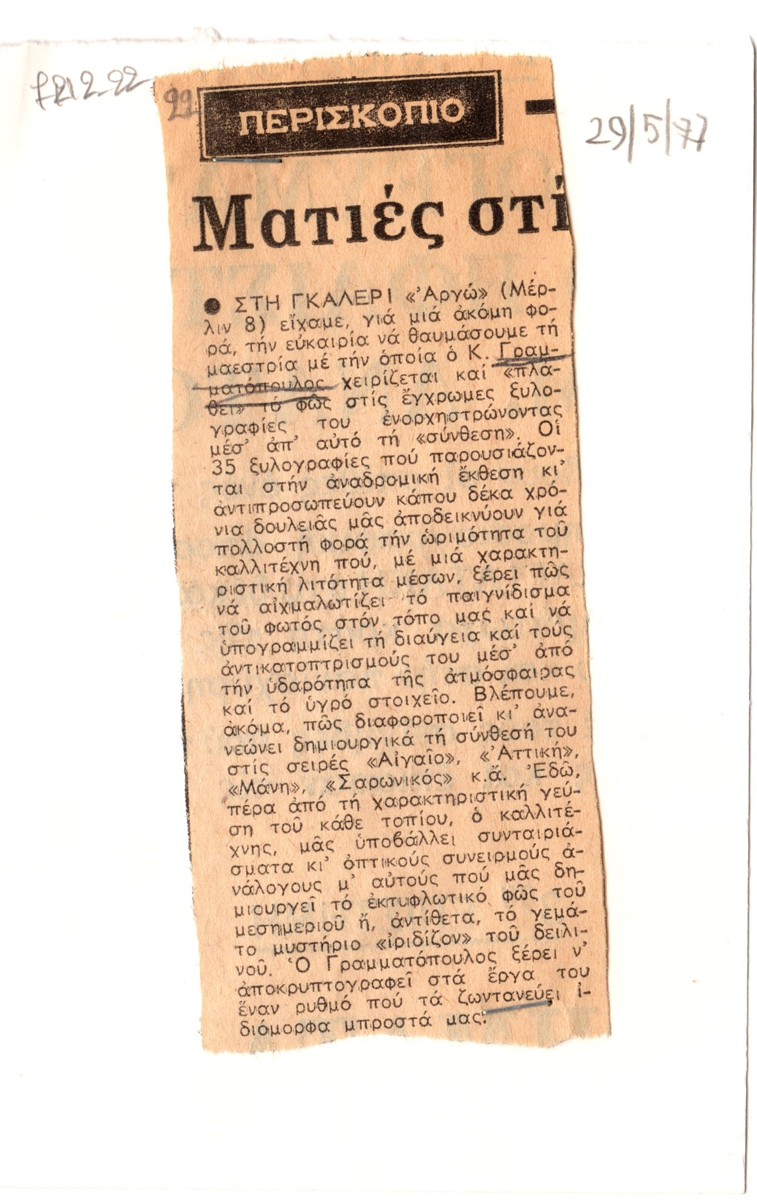 FR1222
22
ΠΕΡΙΣΚΟΠΙΟ
29/5/77
Ματιές στί
● ΣΤΗ ΓΚΑΛΕΡΙ «Ἀργώ» (Μέρ-
λιν 8) εἴχαμε, γιά μιά ἀκόμη φο-
ρά, τήν εὐκαιρία νά θαυμάσουμε τή
μαεστρία μέ τήν ὁποία ὁ Κ. Γραμ-
ματόπουλος χειρίζεται καί «πλά-
θει» τό φῶς στίς ἔγχρωμες ξυλο-
γραφίες του ἐνορχηστρώνοντας
μέσ' ἀπ' αὐτό τή «σύνθεση». Οἱ
35 ξυλογραφίες πού παρουσιάζον-
ται στήν ἀναδρομική ἔκθεση κι'
ἀντιπροσωπεύουν κάπου δέκα χρό-
νια δουλειᾶς μᾶς ἀποδεικνύουν γιά
πολλοστή φορά τήν ὡριμότητα τοῦ
καλλιτέχνη πού, μέ μιά χαρακτη-
ριστική λιτότητα μέσων, ξέρει πῶς
νά αἰχμαλωτίζει τό παιγνίδισμα
τοῦ φωτός στόν τόπο μας καί νά
ὑπογραμμίζει τή διαύγεια καί τούς
ἀντικατοπτρισμούς του μέσ' ἀπό
τήν ὑδαρότητα τῆς ἀτμόσφαιρας
καί τό ὑγρό στοιχεῖο. Βλέπουμε,
ἀκόμα, πῶς διαφοροποιεῖ κι' ἀνα-
νεώνει δημιουργικά τή σύνθεσή του
στίς σειρές «Αἰγαῖο», «Ἀττική»,
«Μάνη», «Σαρωνικός» κ.ἄ. Ἐδῶ,
πέρα ἀπό τή χαρακτηριστική γεύ-
ση τοῦ κάθε τοπίου, ὁ καλλιτέ-
χνης, μᾶς ὑποβάλλει συνταιριά-
σματα κι' ὀπτικούς συνειρμούς ἀ-
νάλογους μ' αὐτούς πού μᾶς δη-
μιουργεῖ τό ἐκτυφλωτικό φῶς τοῦ
μεσημεριοῦ ἤ, ἀντίθετα, τό γεμά-
το μυστήριο «ἰριδίζον» τοῦ δειλι-
νοῦ. Ὁ Γραμματόπουλος ξέρει ν'
ἀποκρυπτογραφεῖ στά ἔργα του
ἕναν ρυθμό πού τά ζωντανεύει ἰ-
διόμορφα μπροστά μας.